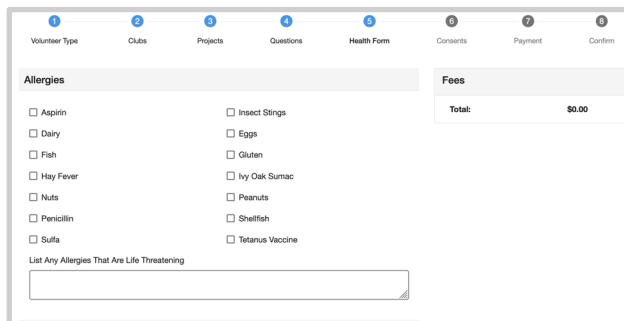 1 2 3 4 5 6 7 8
Volunteer Type Clubs Projects Questions Health Form Consents Payment Confirm
Allergies
Aspirin Insect Stings
Dairy Eggs
Fish Gluten
Hay Fever Ivy Oak Sumac
Nuts Peanuts
Penicillin Shellfish
Sulfa Tetanus Vaccine
List Any Allergies That Are Life Threatening
Fees
Total: $0.00